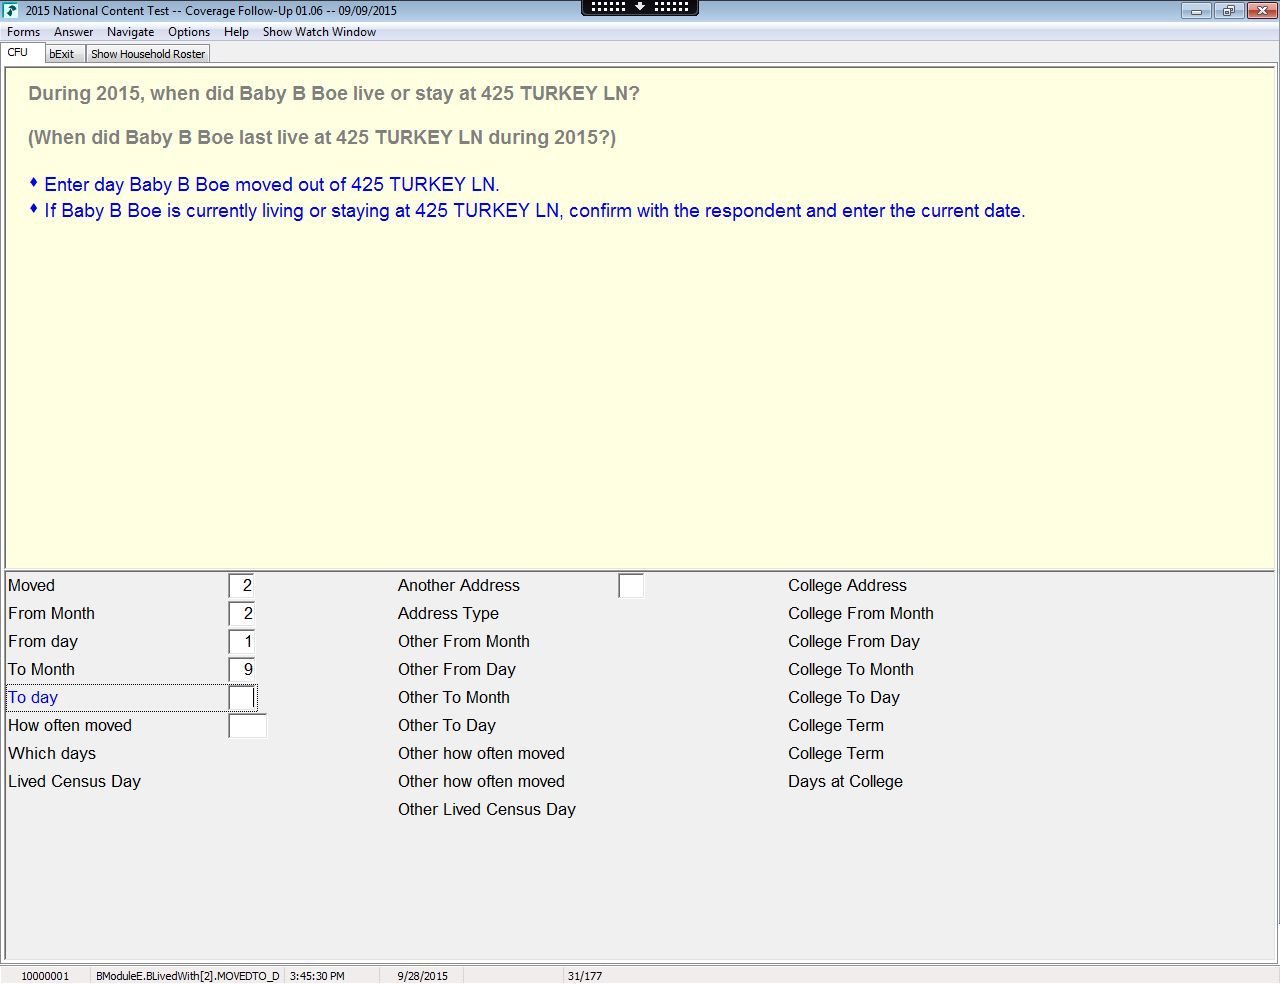 2015 National Content Test -- Coverage Follow-Up 01.06 -- 09/09/2015
Forms Answer Navigate Options Help Show Watch Window
CFU bExit Show Household Roster
During 2015, when did Baby B Boe live or stay at 425 TURKEY LN?
(When did Baby B Boe last live at 425 TURKEY LN during 2015?)
♦ Enter day Baby B Boe moved out of 425 TURKEY LN.
♦ If Baby B Boe is currently living or staying at 425 TURKEY LN, confirm with the respondent and enter the current date.
Moved 2 Another Address College Address
From Month 2 Address Type College From Month
From day 1 Other From Month College From Day
To Month 9 Other From Day College To Month
To day Other To Month College To Day
How often moved Other To Day College Term
Which days Other how often moved College Term
Lived Census Day Other how often moved Days at College
Other Lived Census Day
10000001 BModuleE.BLivedWith[2].MOVEDTO_D 3:45:30 PM 9/28/2015 31/177